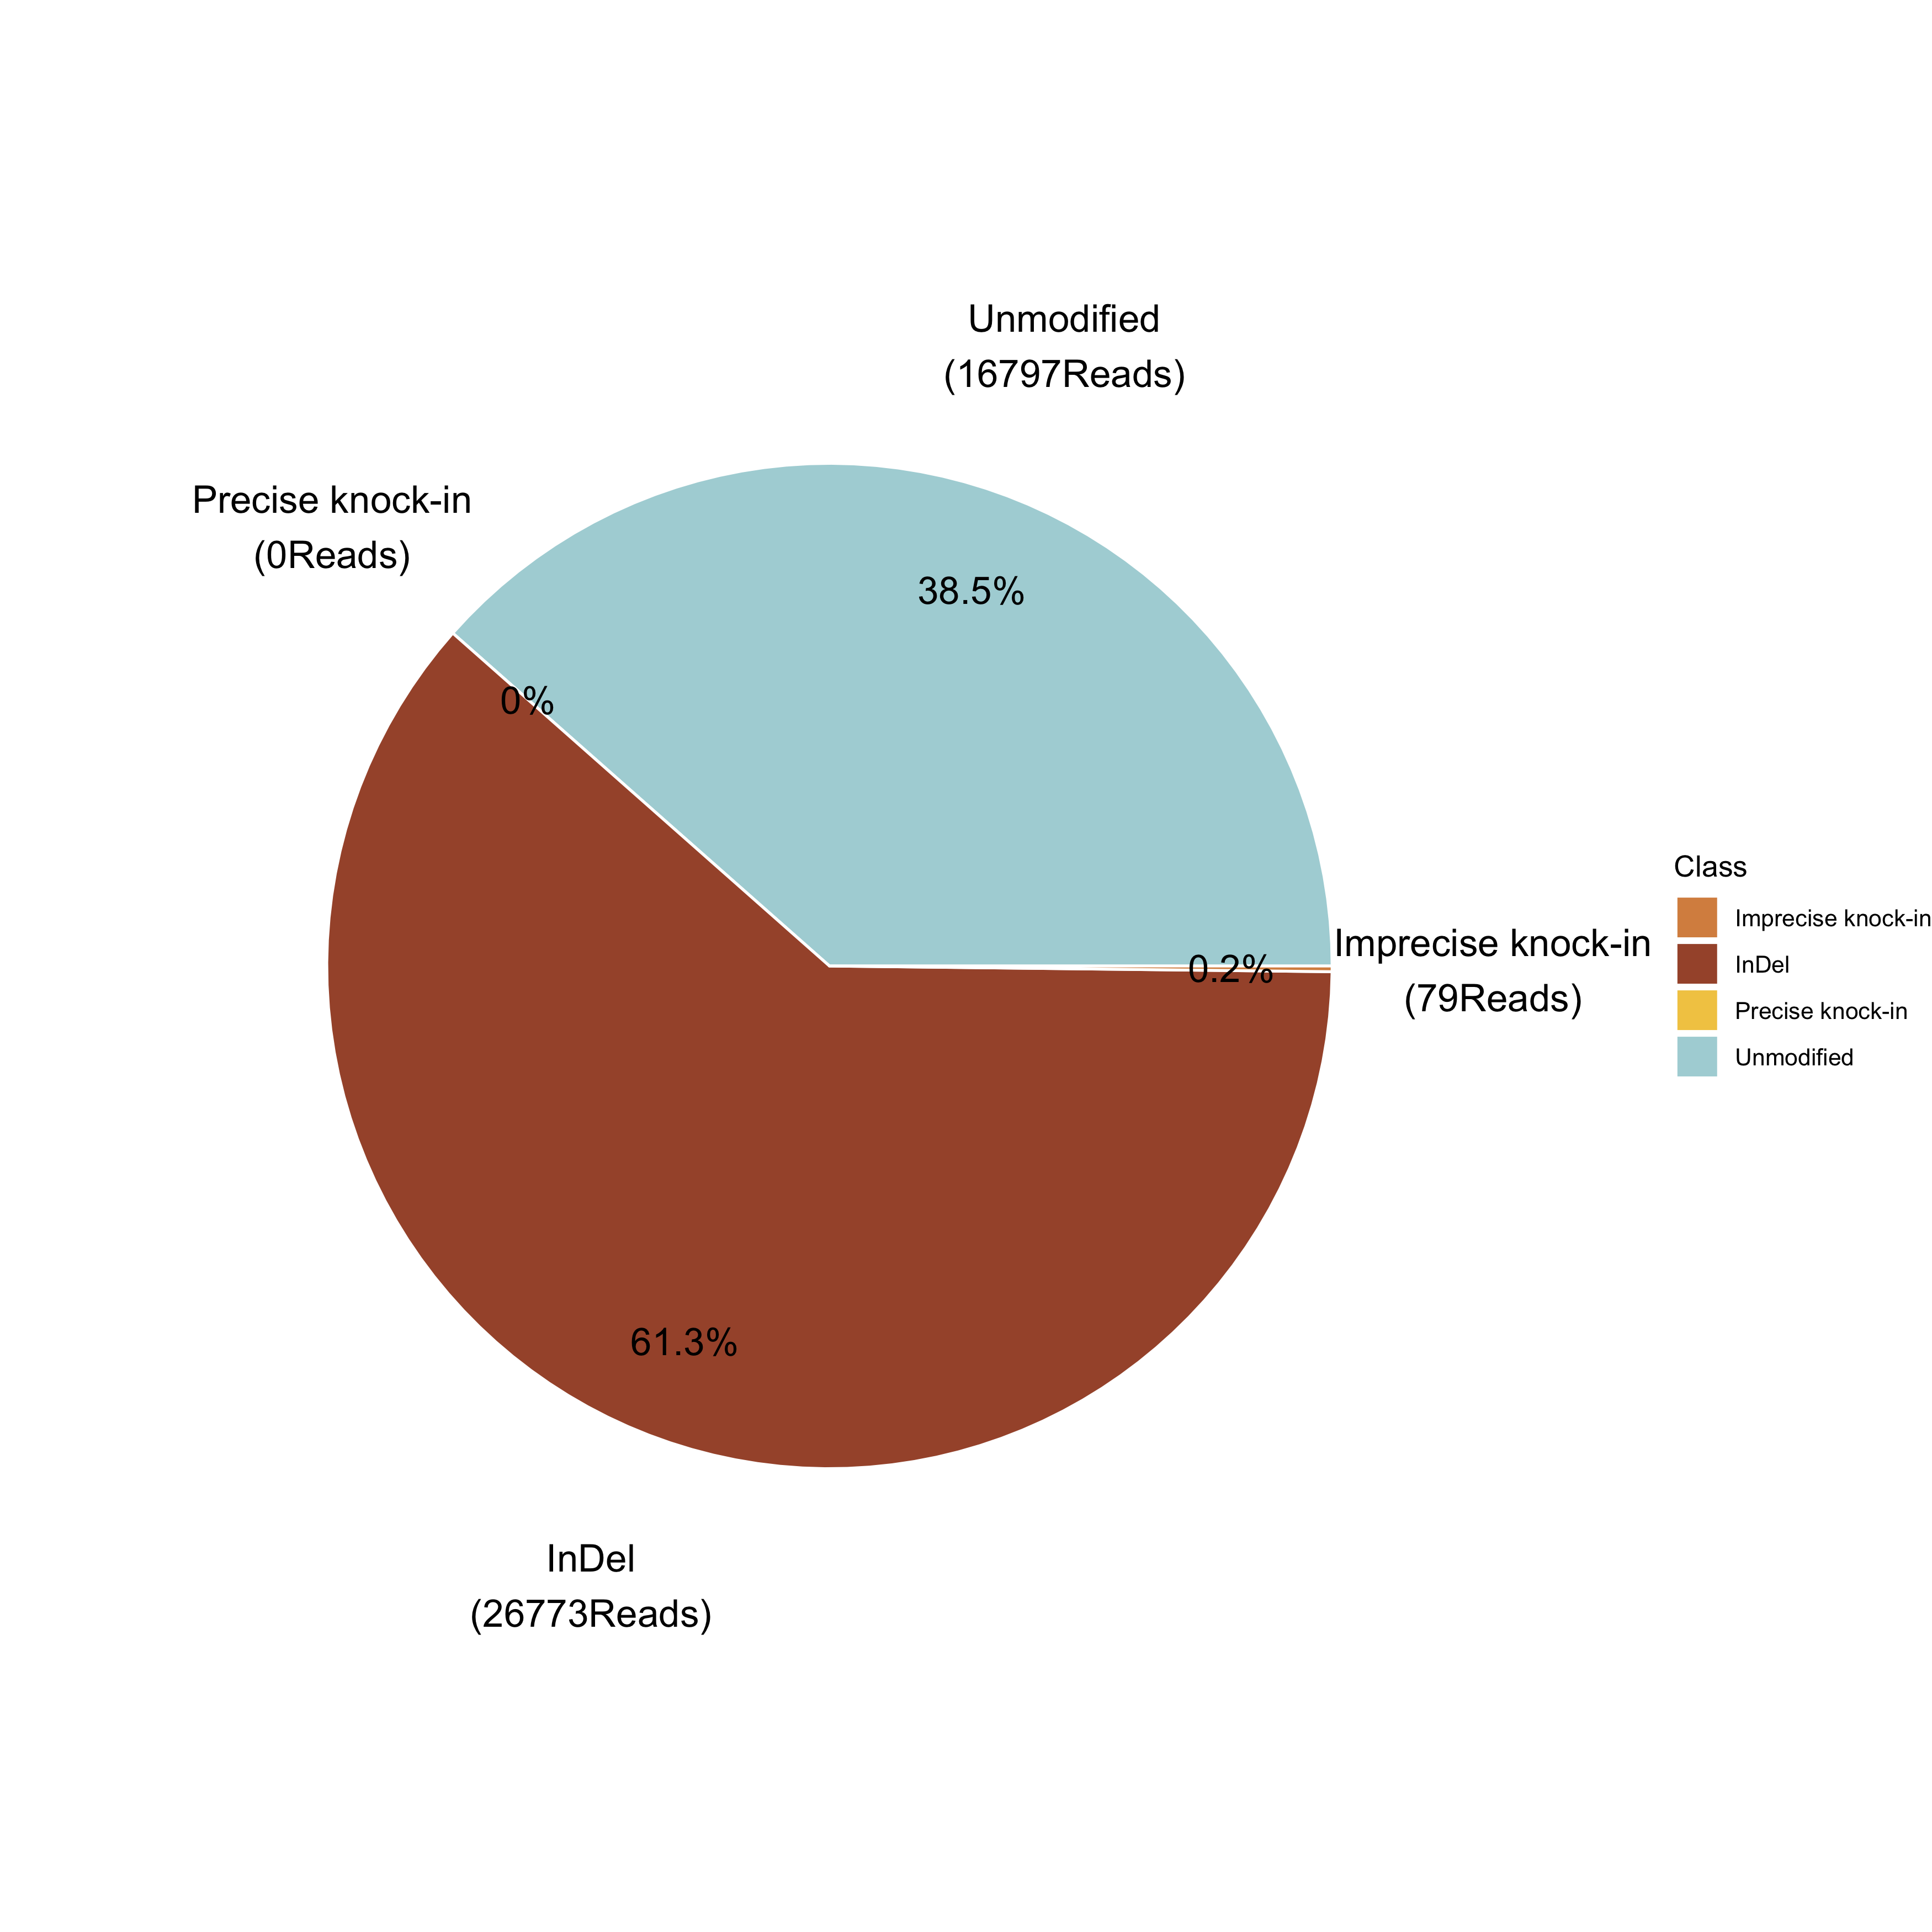 Unmodified
(16797Reads)
Precise knock-in
(0Reads)
38.5%
0%
Imprecise knock-in
(79Reads)
0.2%
61.3%
InDel
(26773Reads)
Class
Imprecise knock-in
InDel
Precise knock-in
Unmodified